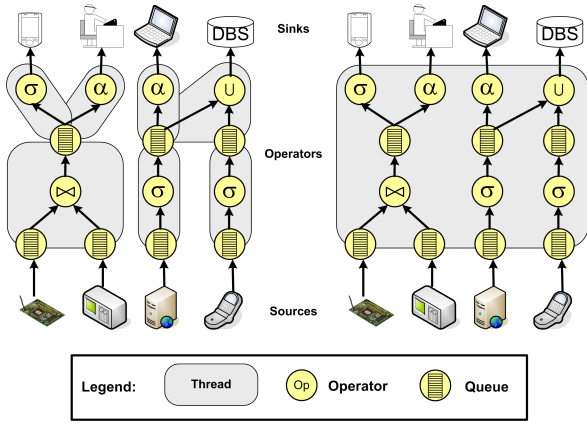 DBS
Sinks
DBS
σ
α
α
∪
σ
α
α
∪
Operators
⋈
σ
σ
⋈
σ
σ
Sources
Legend:
Thread
Op
Operator
Queue